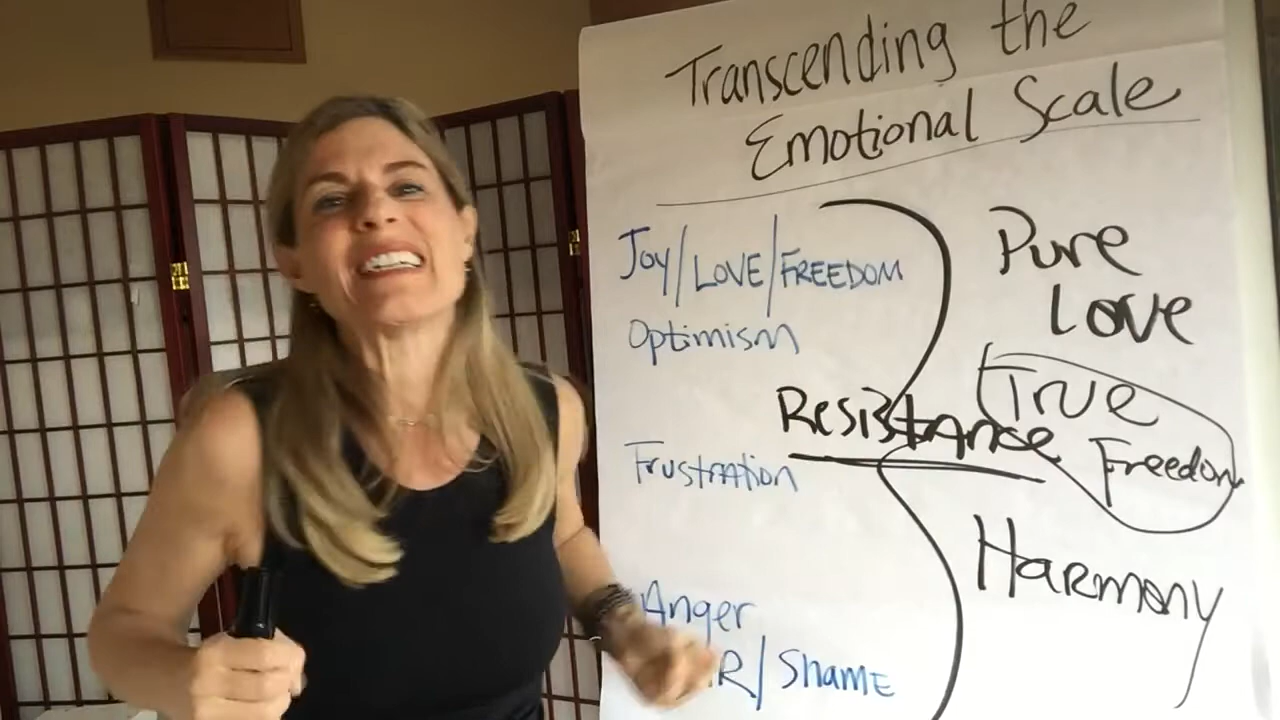 Transcending the
Emotional Scale
Joy/LOVE/FREEDOM
Optimism
Resistance
Frustration
Anger
/Shame
Pure
Love
True
Freedom
Harmony